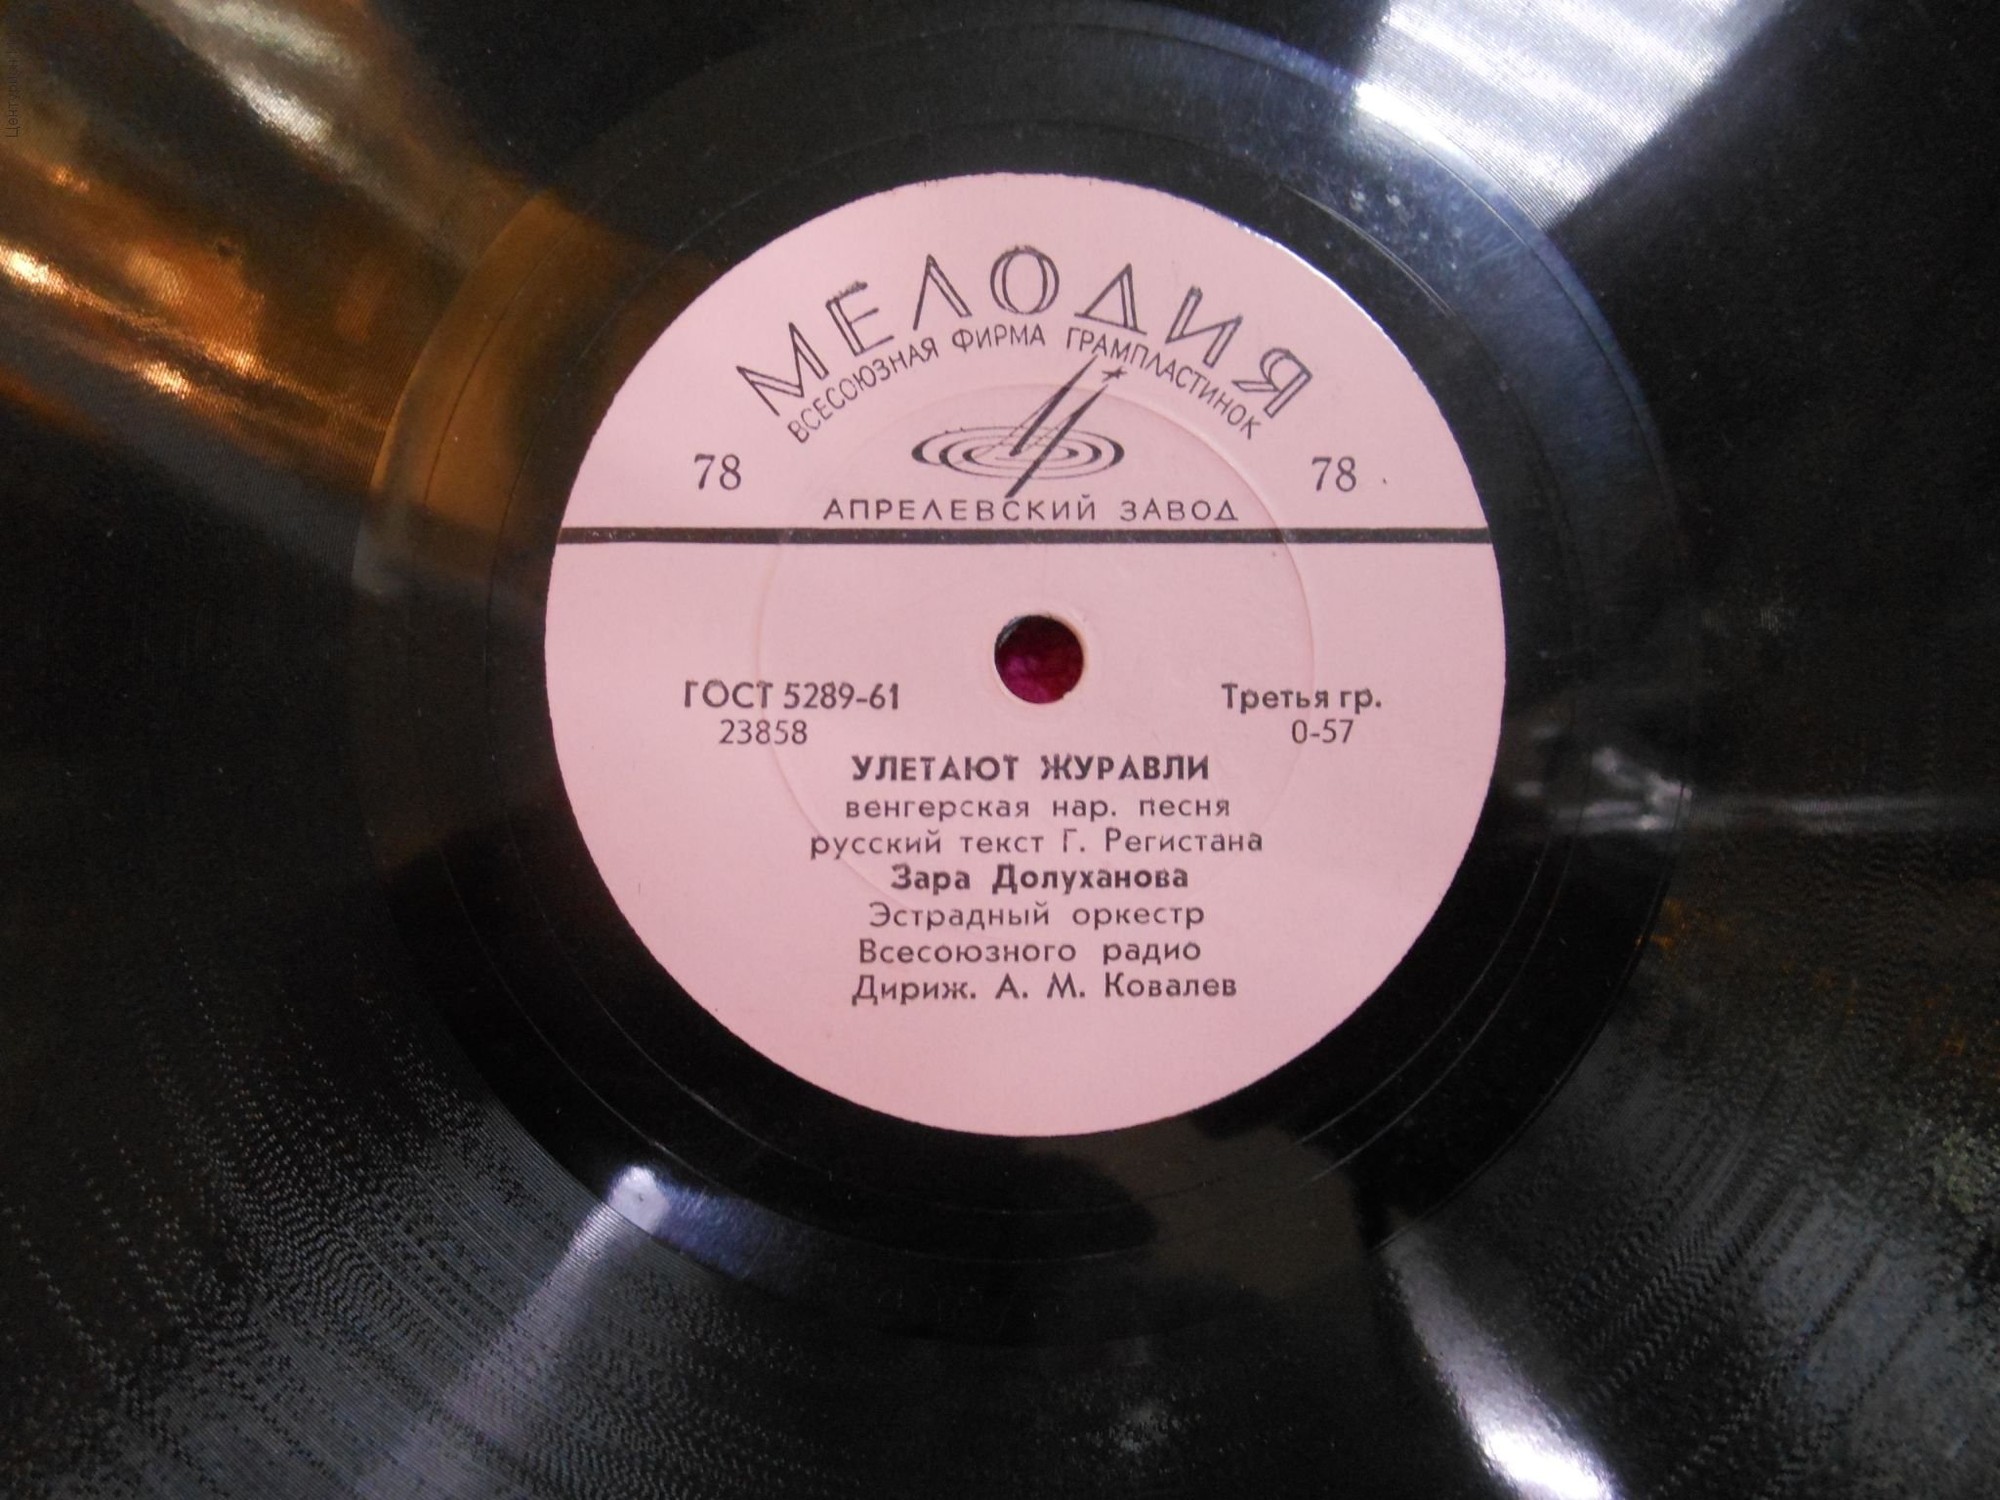 МЕЛОДИЯ
ВСЕСОЮЗНАЯ ФИРМА ГРАМПЛАСТИНОК
78 78
АПРЕЛЕВСКИЙ ЗАВОД
ГОСТ 5289-61 Третья гр.
23858 0-57
УЛЕТАЮТ ЖУРАВЛИ
венгерская нар. песня
русский текст Г. Регистана
Зара Долуханова
Эстрадный оркестр
Всесоюзного радио
Дириж. А. М. Ковалев